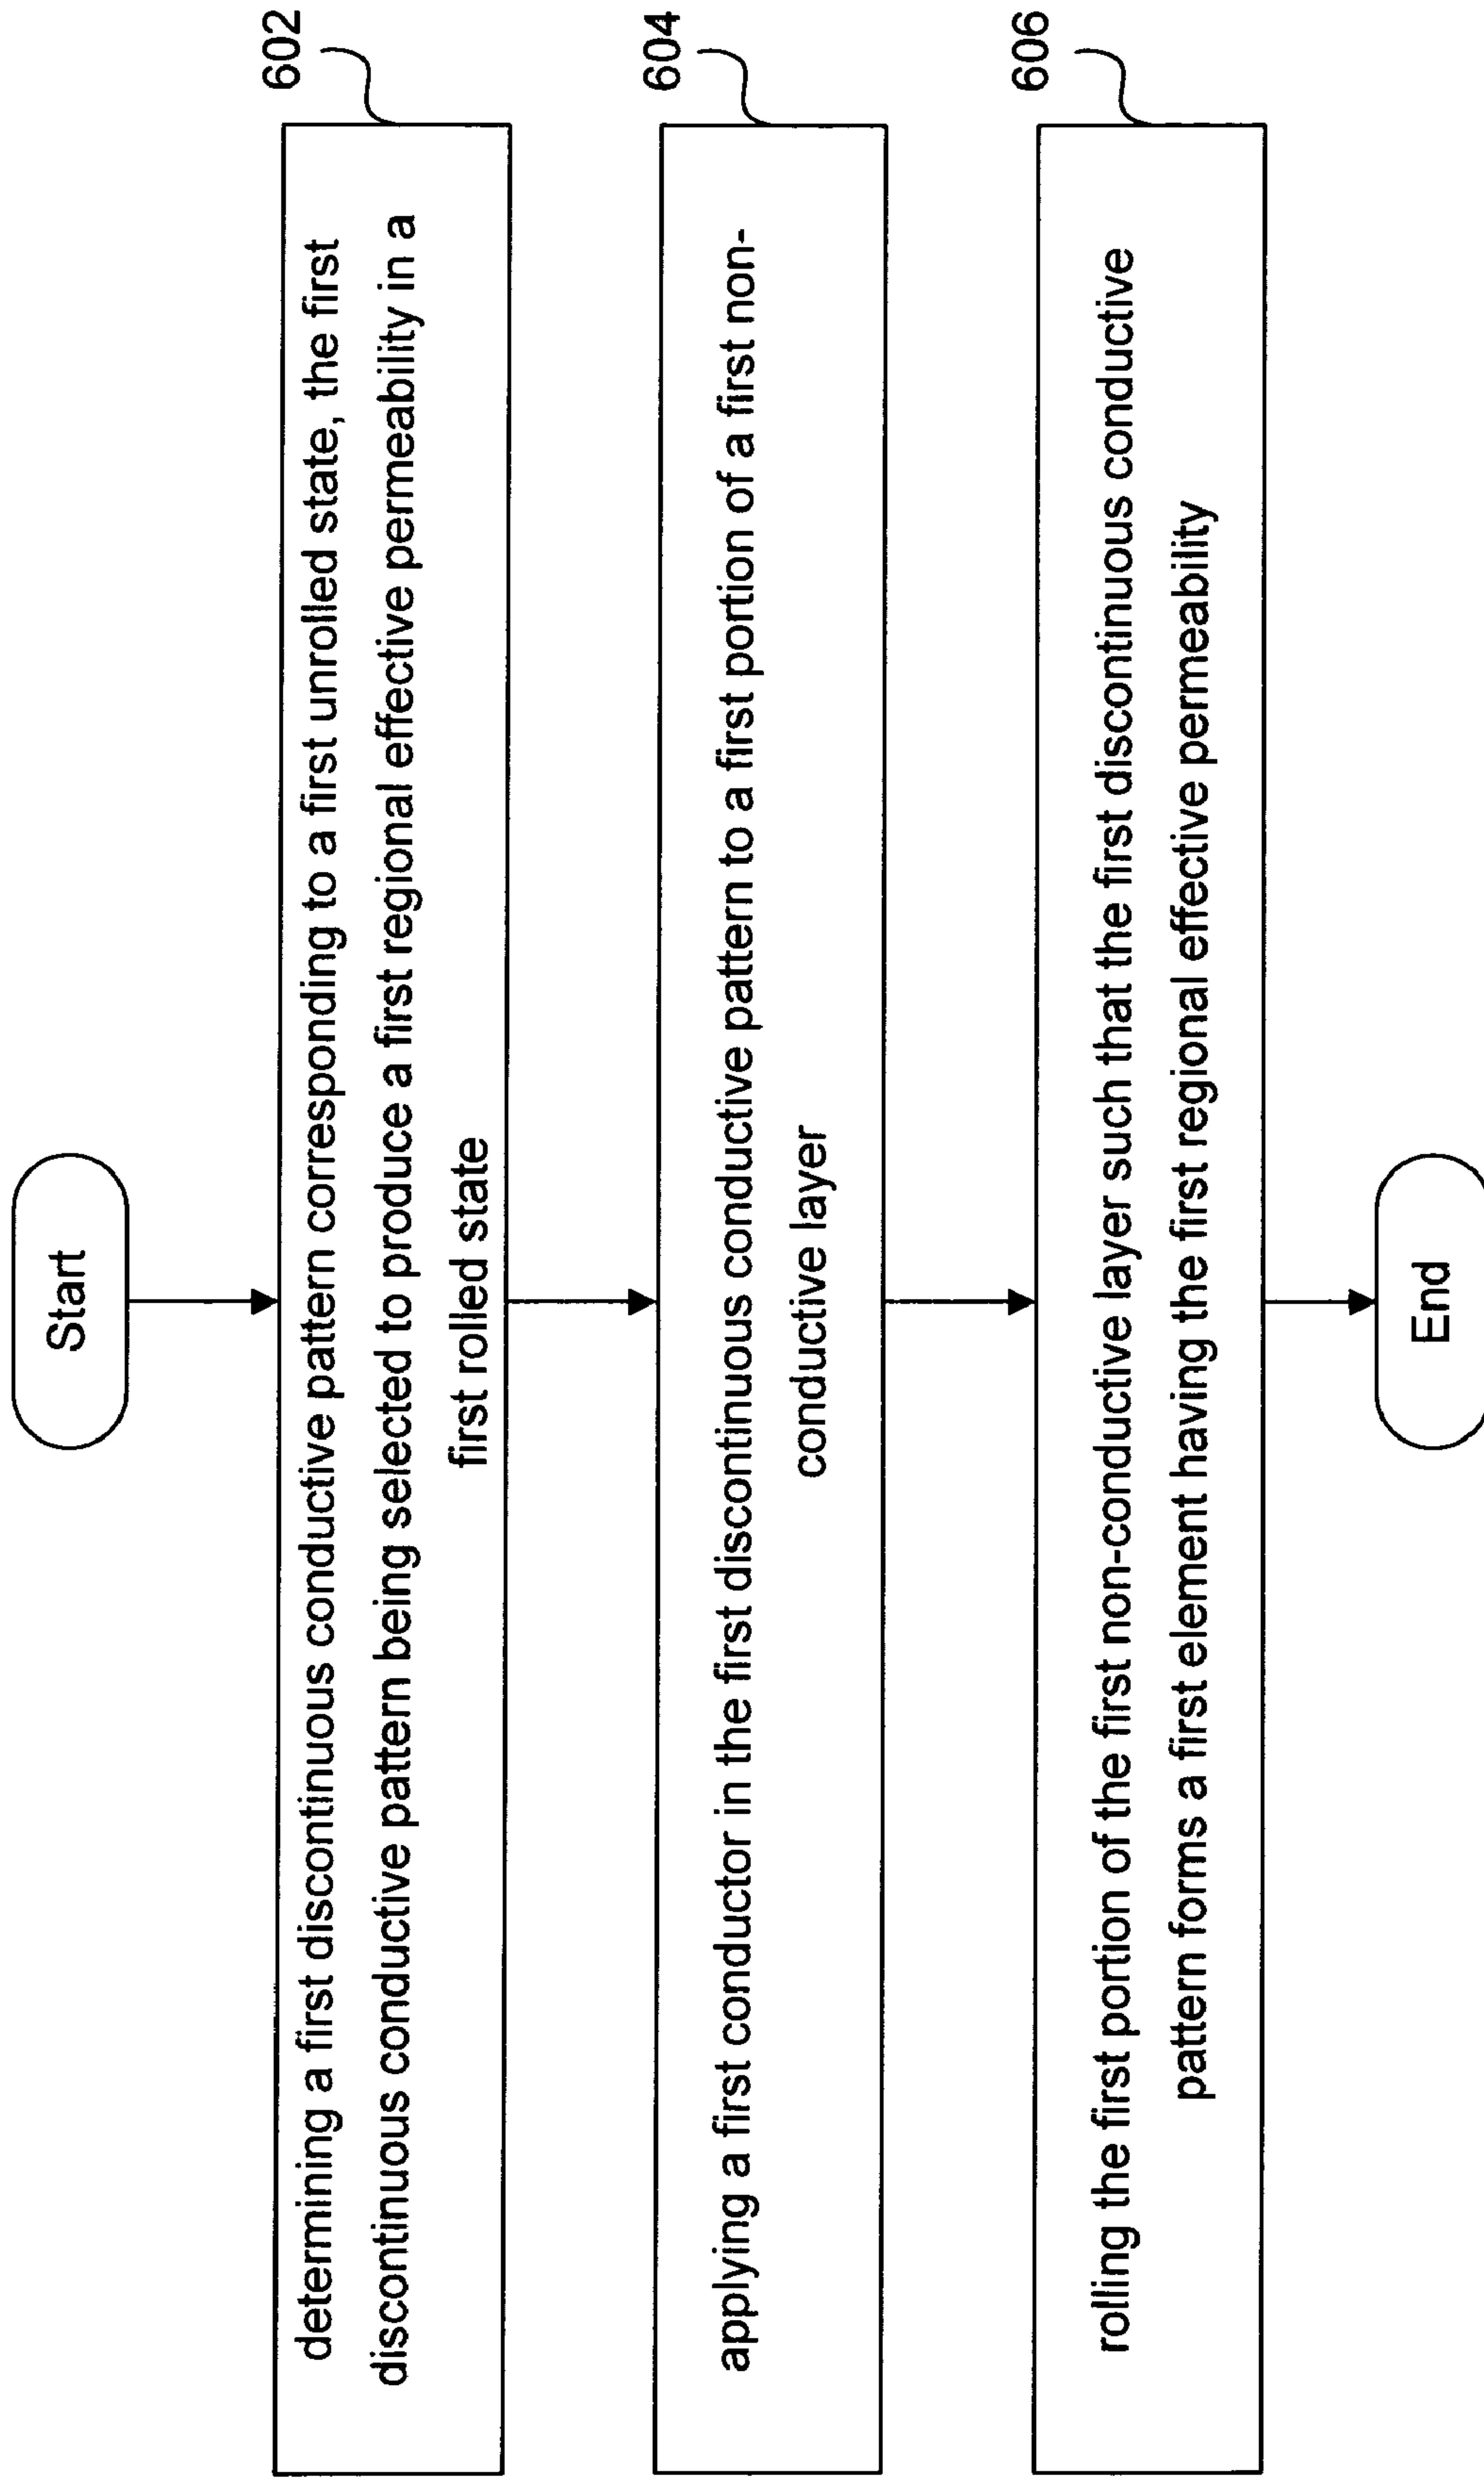 Start
602
determining a first discontinuous conductive pattern corresponding to a first unrolled state, the first
discontinuous conductive pattern being selected to produce a first regional effective permeability in a
first rolled state
604
applying a first conductor in the first discontinuous conductive pattern to a first portion of a first non-
conductive layer
606
rolling the first portion of the first non-conductive layer such that the first discontinuous conductive
pattern forms a first element having the first regional effective permeability
End